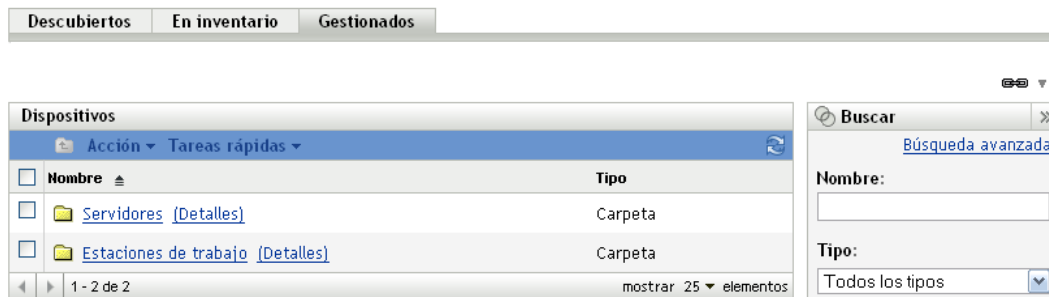 Descubiertos En inventario Gestionados
Dispositivos
Acción Tareas rápidas
Nombre Tipo
Servidores (Detalles) Carpeta
Estaciones de trabajo (Detalles) Carpeta
1 - 2 de 2 mostrar 25 elementos
Buscar
Búsqueda avanzada
Nombre:
Tipo:
Todos los tipos